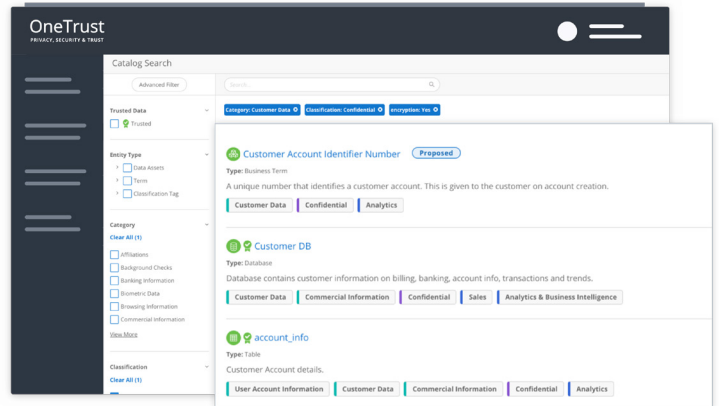 OneTrust
PRIVACY, SECURITY & TRUST
Catalog Search
Advanced Filter
Search...
Trusted Data
Trusted
Category: Customer Data
Classification: Confidential
encryption: Yes
Entity Type
Data Assets
Term
Classification Tag
Category
Clear All (1)
Affiliations
Background Checks
Banking Information
Biometric Data
Browsing Information
Commercial Information
View More
Classification
Clear All (1)
Customer Account Identifier Number Proposed
Type: Business Term
A unique number that identifies a customer account. This is given to the customer on account creation.
Customer Data Confidential Analytics
Customer DB
Type: Database
Database contains customer information on billing, banking, account info, transactions and trends.
Customer Data Commercial Information Confidential Sales Analytics & Business Intelligence
account_info
Type: Table
Customer Account details.
User Account Information Customer Data Commercial Information Confidential Analytics